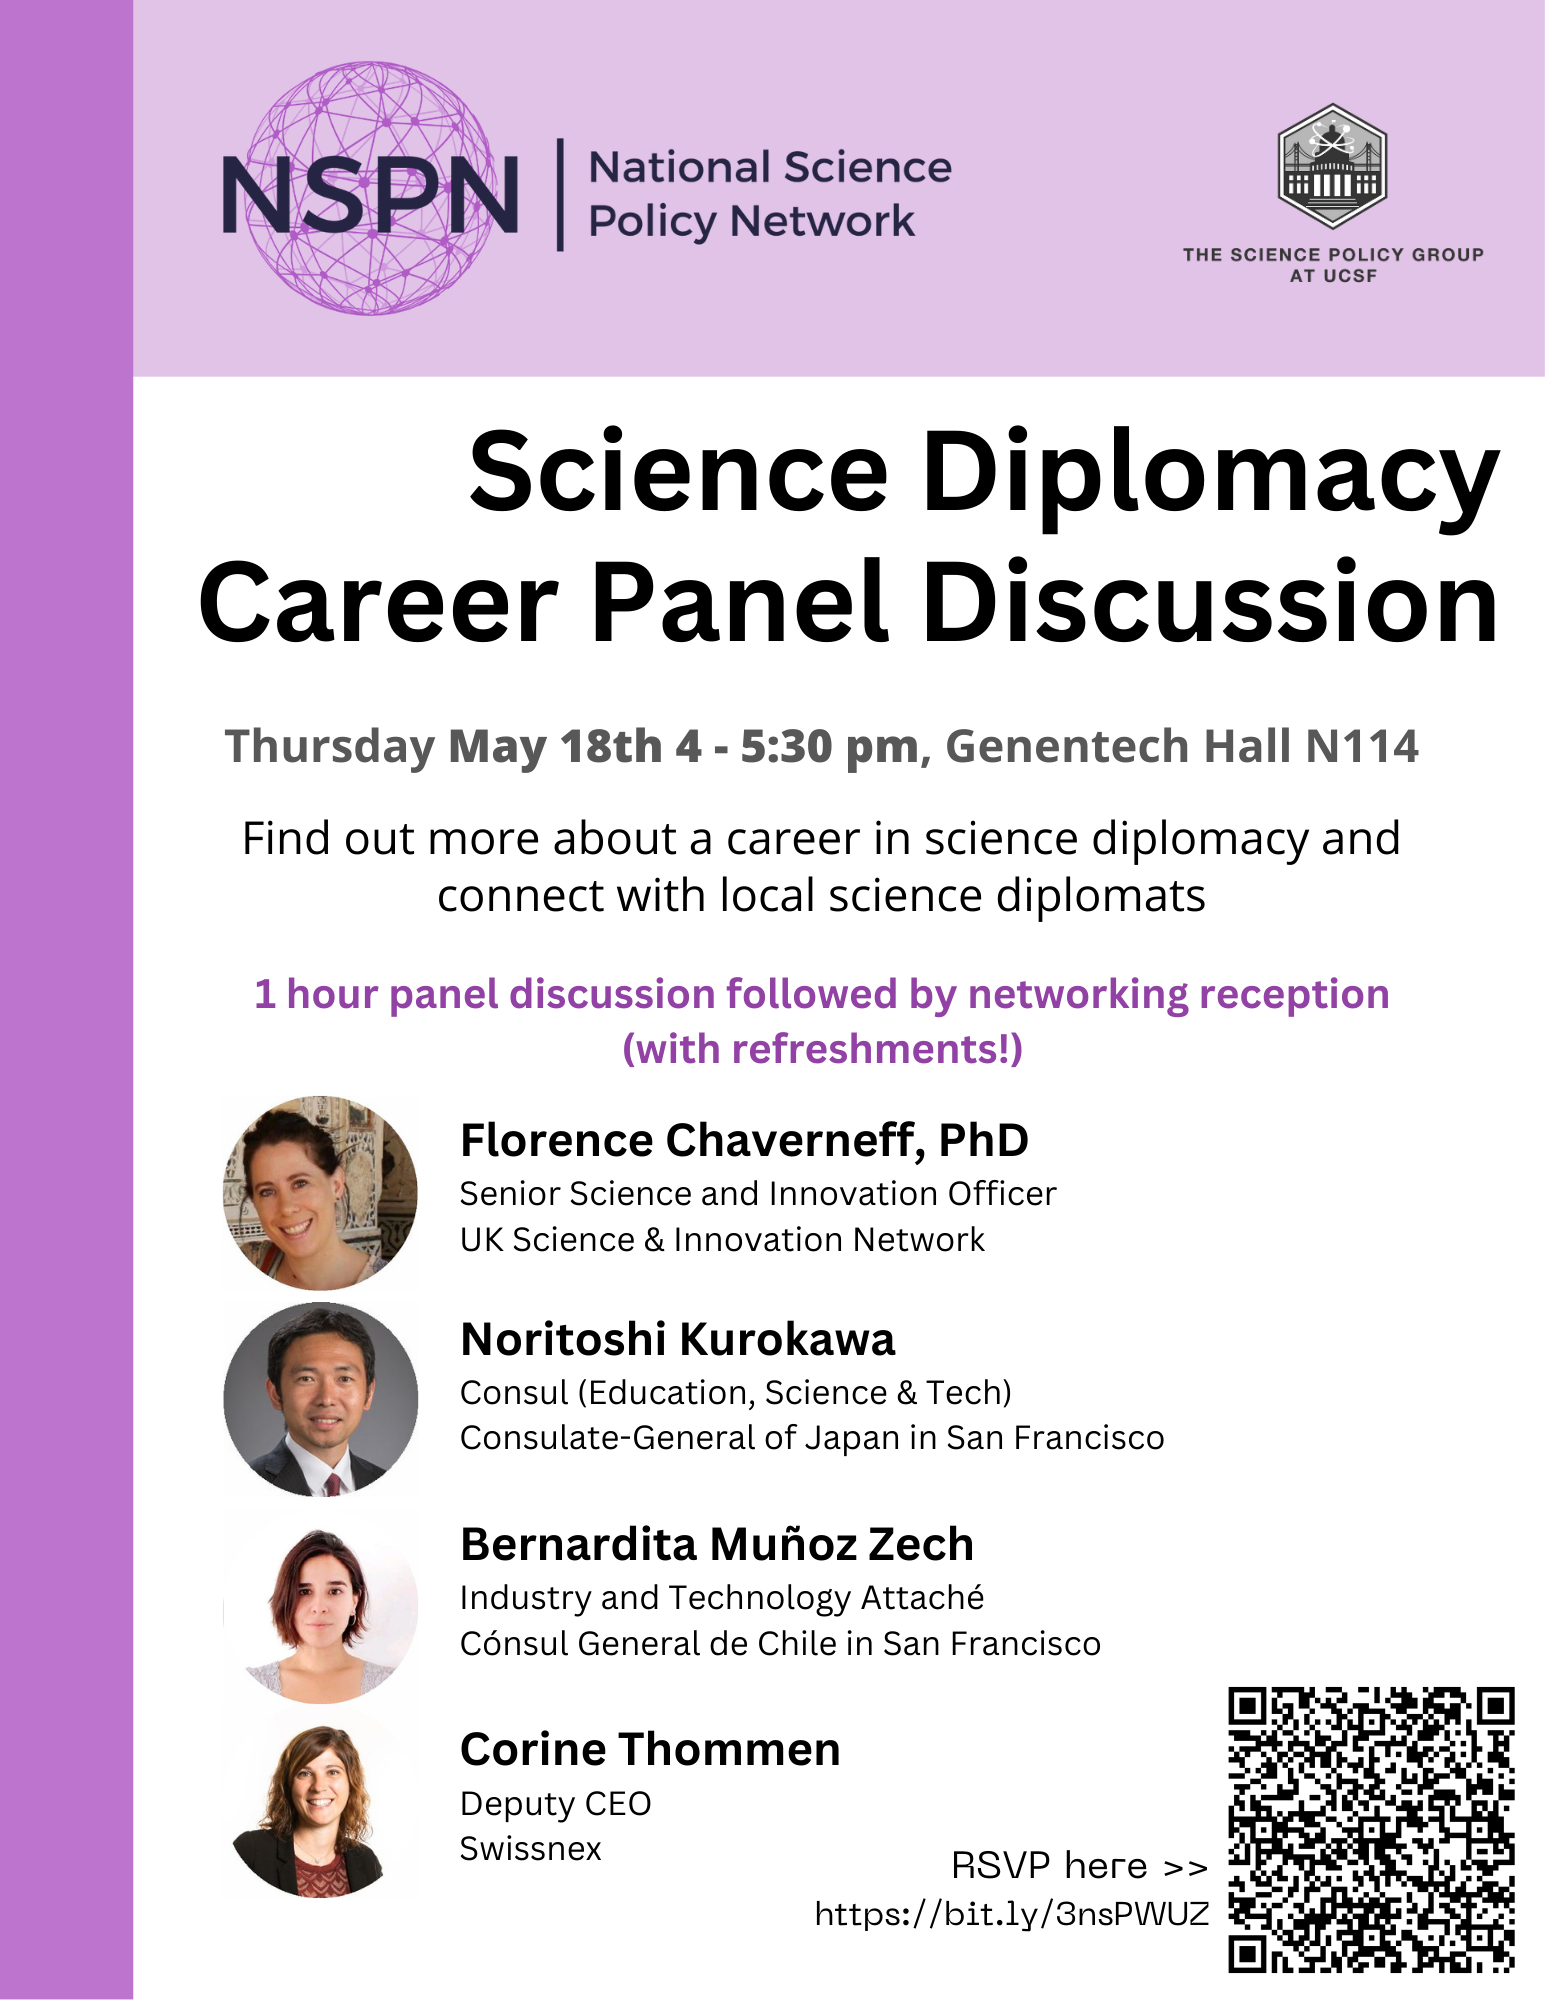 NSPN
National Science
Policy Network
THE SCIENCE POLICY GROUP
AT UCSF
Science Diplomacy
Career Panel Discussion
Thursday May 18th 4 - 5:30 pm, Genentech Hall N114
Find out more about a career in science diplomacy and
connect with local science diplomats
1 hour panel discussion followed by networking reception
(with refreshments!)
Florence Chaverneff, PhD
Senior Science and Innovation Officer
UK Science & Innovation Network
Noritoshi Kurokawa
Consul (Education, Science & Tech)
Consulate-General of Japan in San Francisco
Bernardita Muñoz Zech
Industry and Technology Attaché
Cónsul General de Chile in San Francisco
Corine Thommen
Deputy CEO
Swissnex
RSVP here >>
https://bit.ly/3nsPWUZ